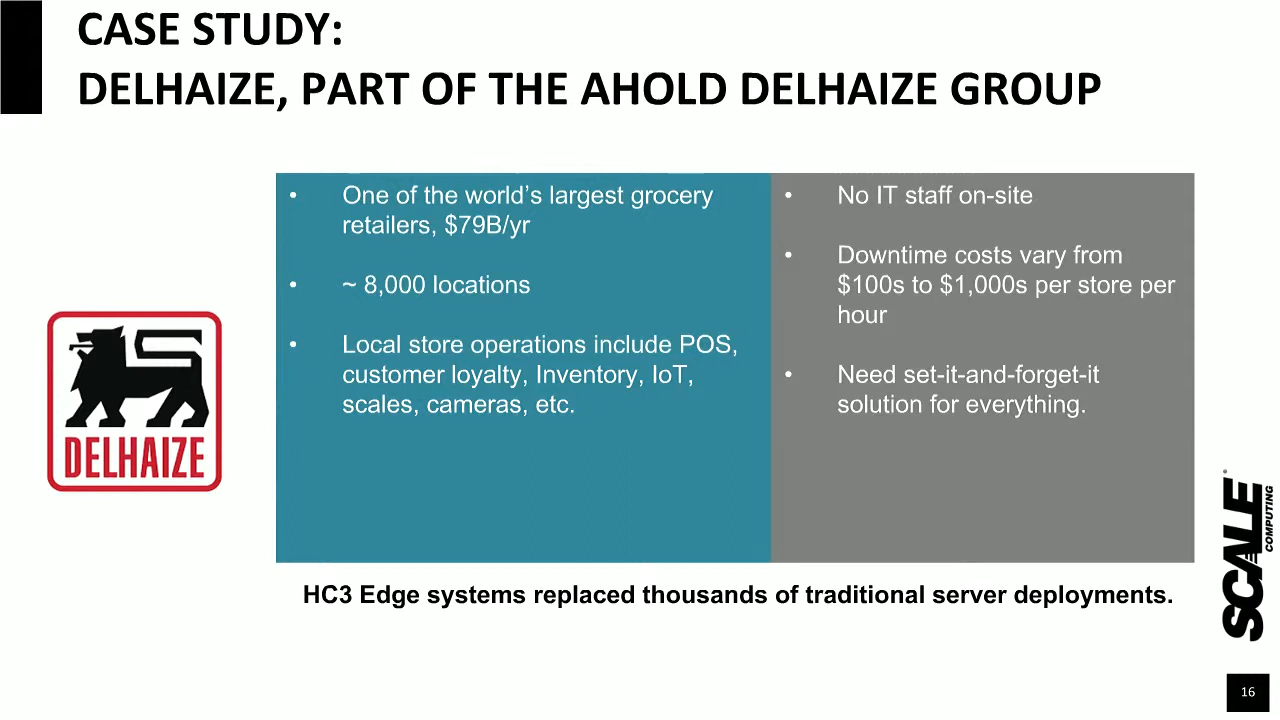 CASE STUDY:
DELHAIZE, PART OF THE AHOLD DELHAIZE GROUP
• One of the world’s largest grocery
retailers, $79B/yr
• ~ 8,000 locations
• Local store operations include POS,
customer loyalty, Inventory, IoT,
scales, cameras, etc.
• No IT staff on-site
• Downtime costs vary from
$100s to $1,000s per store per
hour
• Need set-it-and-forget-it
solution for everything.
DELHAIZE
HC3 Edge systems replaced thousands of traditional server deployments.
SCALE
COMPUTING
16